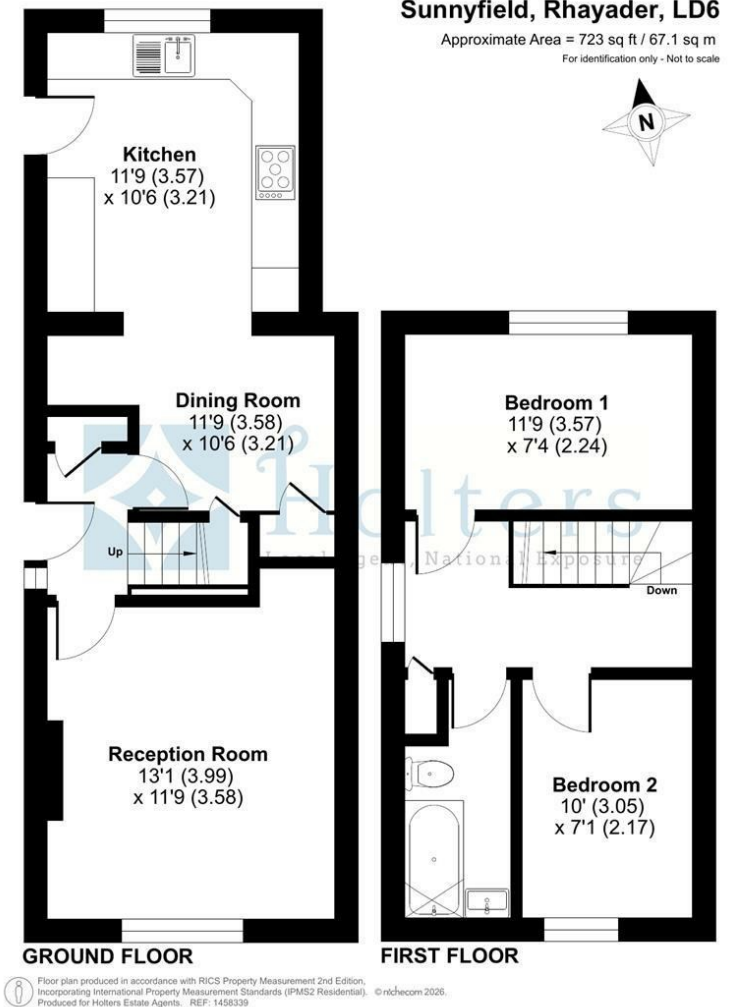 Sunnyfield, Rhayader, LD6
Approximate Area = 723 sq ft / 67.1 sq m
For identification only - Not to scale
N
Kitchen
11'9 (3.57)
x 10'6 (3.21)
Dining Room
11'9 (3.58)
x 10'6 (3.21)
Bedroom 1
11'9 (3.57)
x 7'4 (2.24)
Holters
Local Agent, National Exposure
Up
Down
Reception Room
13'1 (3.99)
x 11'9 (3.58)
Bedroom 2
10' (3.05)
x 7'1 (2.17)
GROUND FLOOR
FIRST FLOOR
Floor plan produced in accordance with RICS Property Measurement 2nd Edition,
Incorporating International Property Measurement Standards (IPMS2 Residential). © nichecom 2026.
Produced for Holters Estate Agents. REF: 1458339